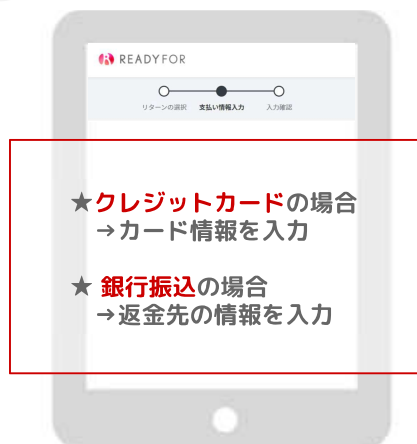 READYFOR
リターンの選択 支払い情報入力 入力確認
★クレジットカードの場合
→カード情報を入力
★ 銀行振込の場合
→返金先の情報を入力